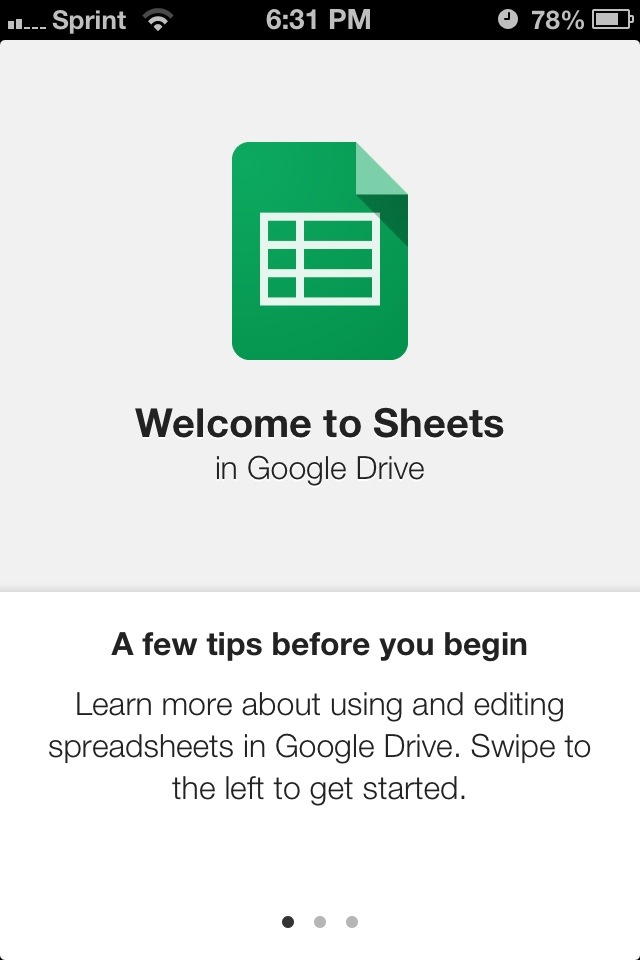 Sprint 6:31 PM 78%
Welcome to Sheets
in Google Drive
A few tips before you begin
Learn more about using and editing
spreadsheets in Google Drive. Swipe to
the left to get started.